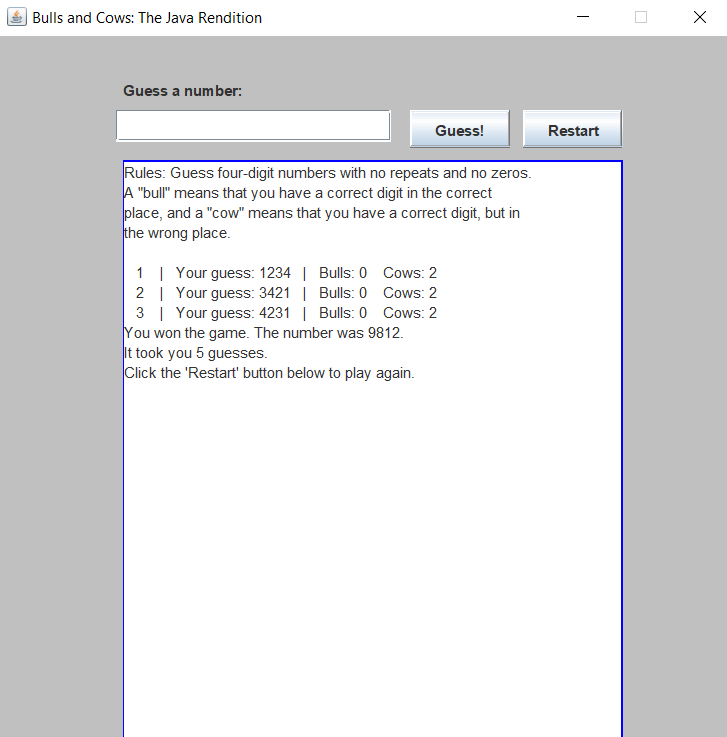 Bulls and Cows: The Java Rendition
Guess a number:
Guess! Restart
Rules: Guess four-digit numbers with no repeats and no zeros.
A "bull" means that you have a correct digit in the correct
place, and a "cow" means that you have a correct digit, but in
the wrong place.
1 | Your guess: 1234 | Bulls: 0 Cows: 2
2 | Your guess: 3421 | Bulls: 0 Cows: 2
3 | Your guess: 4231 | Bulls: 0 Cows: 2
You won the game. The number was 9812.
It took you 5 guesses.
Click the 'Restart' button below to play again.